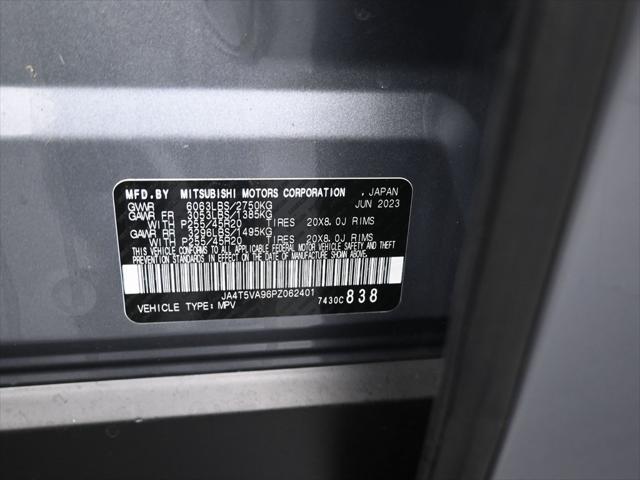 MFD.BY MITSUBISHI MOTORS CORPORATION , JAPAN
GVWR 6063LBS/2750KG JUN 2023
GAWR FR 3053LBS/1385KG
WITH P255/45R20 TIRES 20X8.0J RIMS
GAWR RR 3296LBS/1495KG
WITH P255/45R20 TIRES 20X8.0J RIMS
THIS VEHICLE CONFORMS TO ALL APPLICABLE FEDERAL MOTOR VEHICLE SAFETY AND THEFT
PREVENTION STANDARDS IN EFFECT ON THE DATE OF MANUFACTURE SHOWN ABOVE.
JA4T5VA96PZ062401
VEHICLE TYPE: MPV 7430C 838